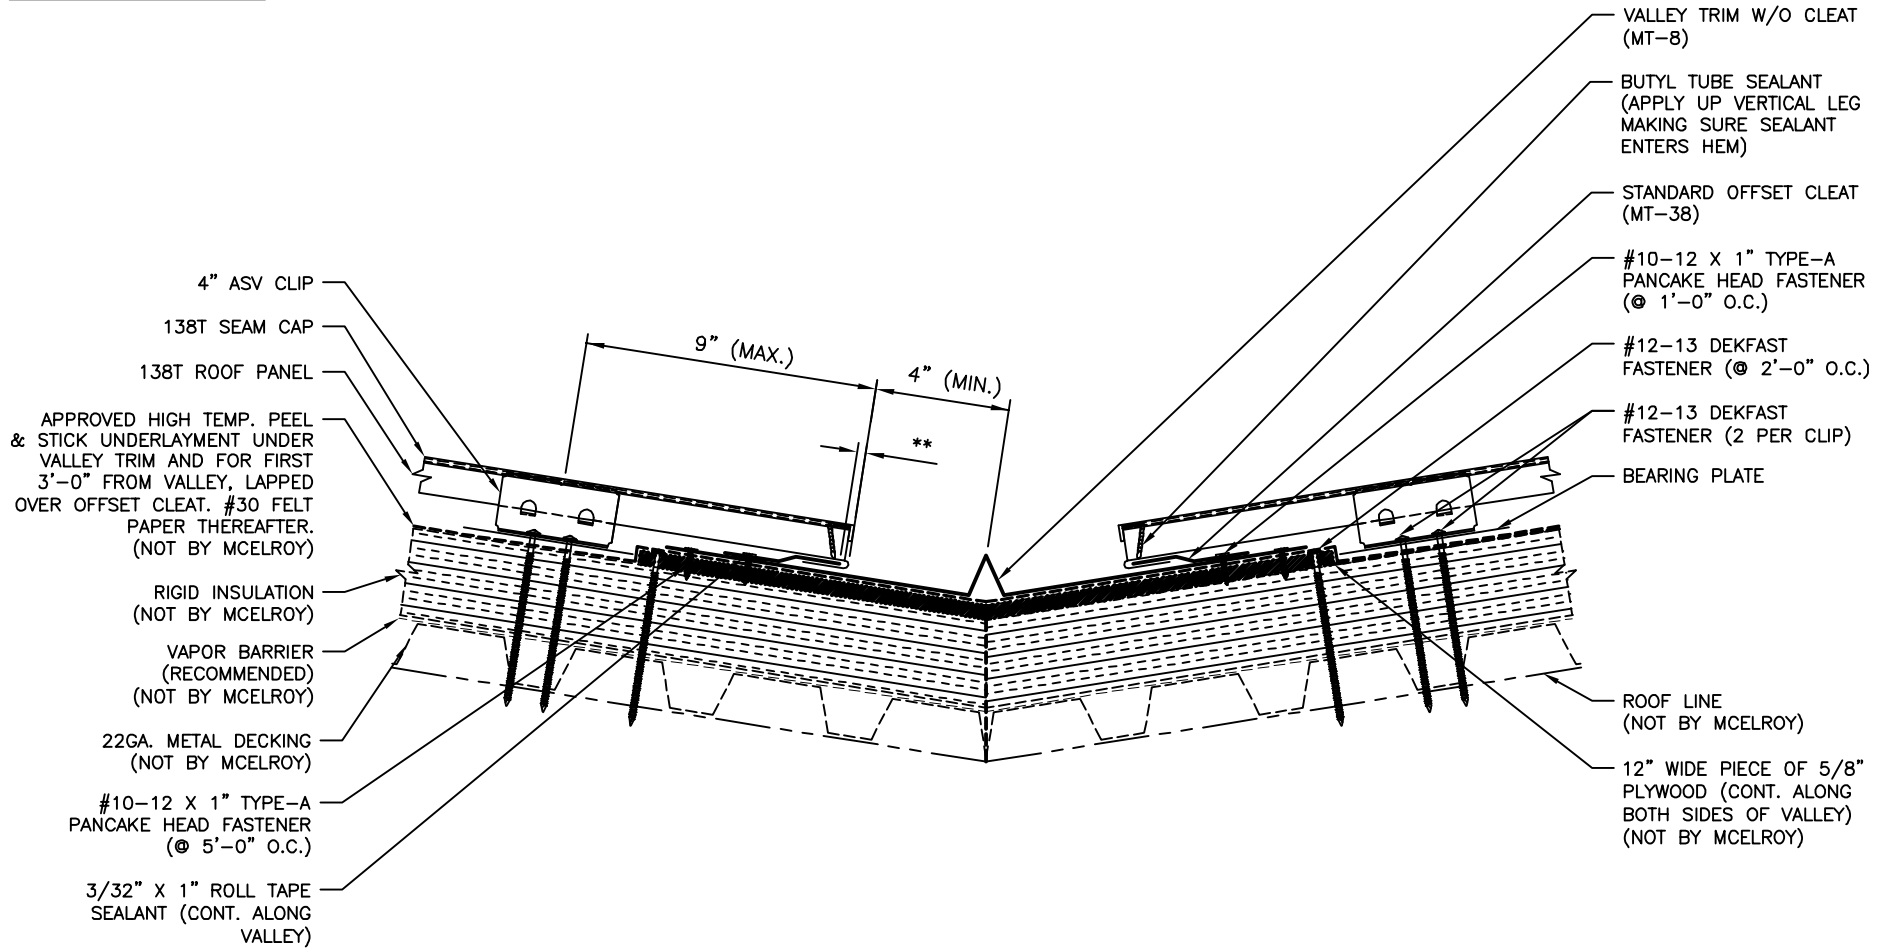 VALLEY TRIM W/O CLEAT
(MT-8)
BUTYL TUBE SEALANT
(APPLY UP VERTICAL LEG
MAKING SURE SEALANT
ENTERS HEM)
STANDARD OFFSET CLEAT
(MT-38)
#10-12 X 1" TYPE-A
PANCAKE HEAD FASTENER
(@ 1'-0" O.C.)
#12-13 DEKFAST
FASTENER (@ 2'-0" O.C.)
#12-13 DEKFAST
FASTENER (2 PER CLIP)
BEARING PLATE
ROOF LINE
(NOT BY MCELROY)
12" WIDE PIECE OF 5/8"
PLYWOOD (CONT. ALONG
BOTH SIDES OF VALLEY)
(NOT BY MCELROY)
9" (MAX.)
4" (MIN.)
**
4" ASV CLIP
138T SEAM CAP
138T ROOF PANEL
APPROVED HIGH TEMP. PEEL
& STICK UNDERLAYMENT UNDER
VALLEY TRIM AND FOR FIRST
3'-0" FROM VALLEY, LAPPED
OVER OFFSET CLEAT. #30 FELT
PAPER THEREAFTER.
(NOT BY MCELROY)
RIGID INSULATION
(NOT BY MCELROY)
VAPOR BARRIER
(RECOMMENDED)
(NOT BY MCELROY)
22GA. METAL DECKING
(NOT BY MCELROY)
#10-12 X 1" TYPE-A
PANCAKE HEAD FASTENER
(@ 5'-0" O.C.)
3/32" X 1" ROLL TAPE
SEALANT (CONT. ALONG
VALLEY)